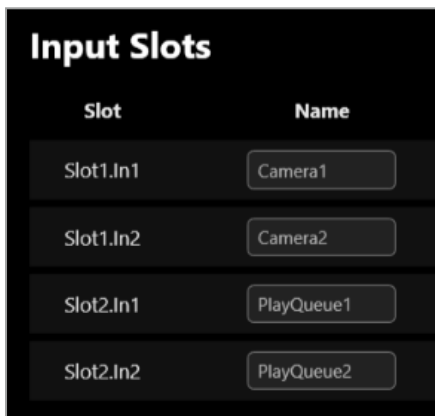 Input Slots
Slot Name
Slot1.In1 Camera1
Slot1.In2 Camera2
Slot2.In1 PlayQueue1
Slot2.In2 PlayQueue2